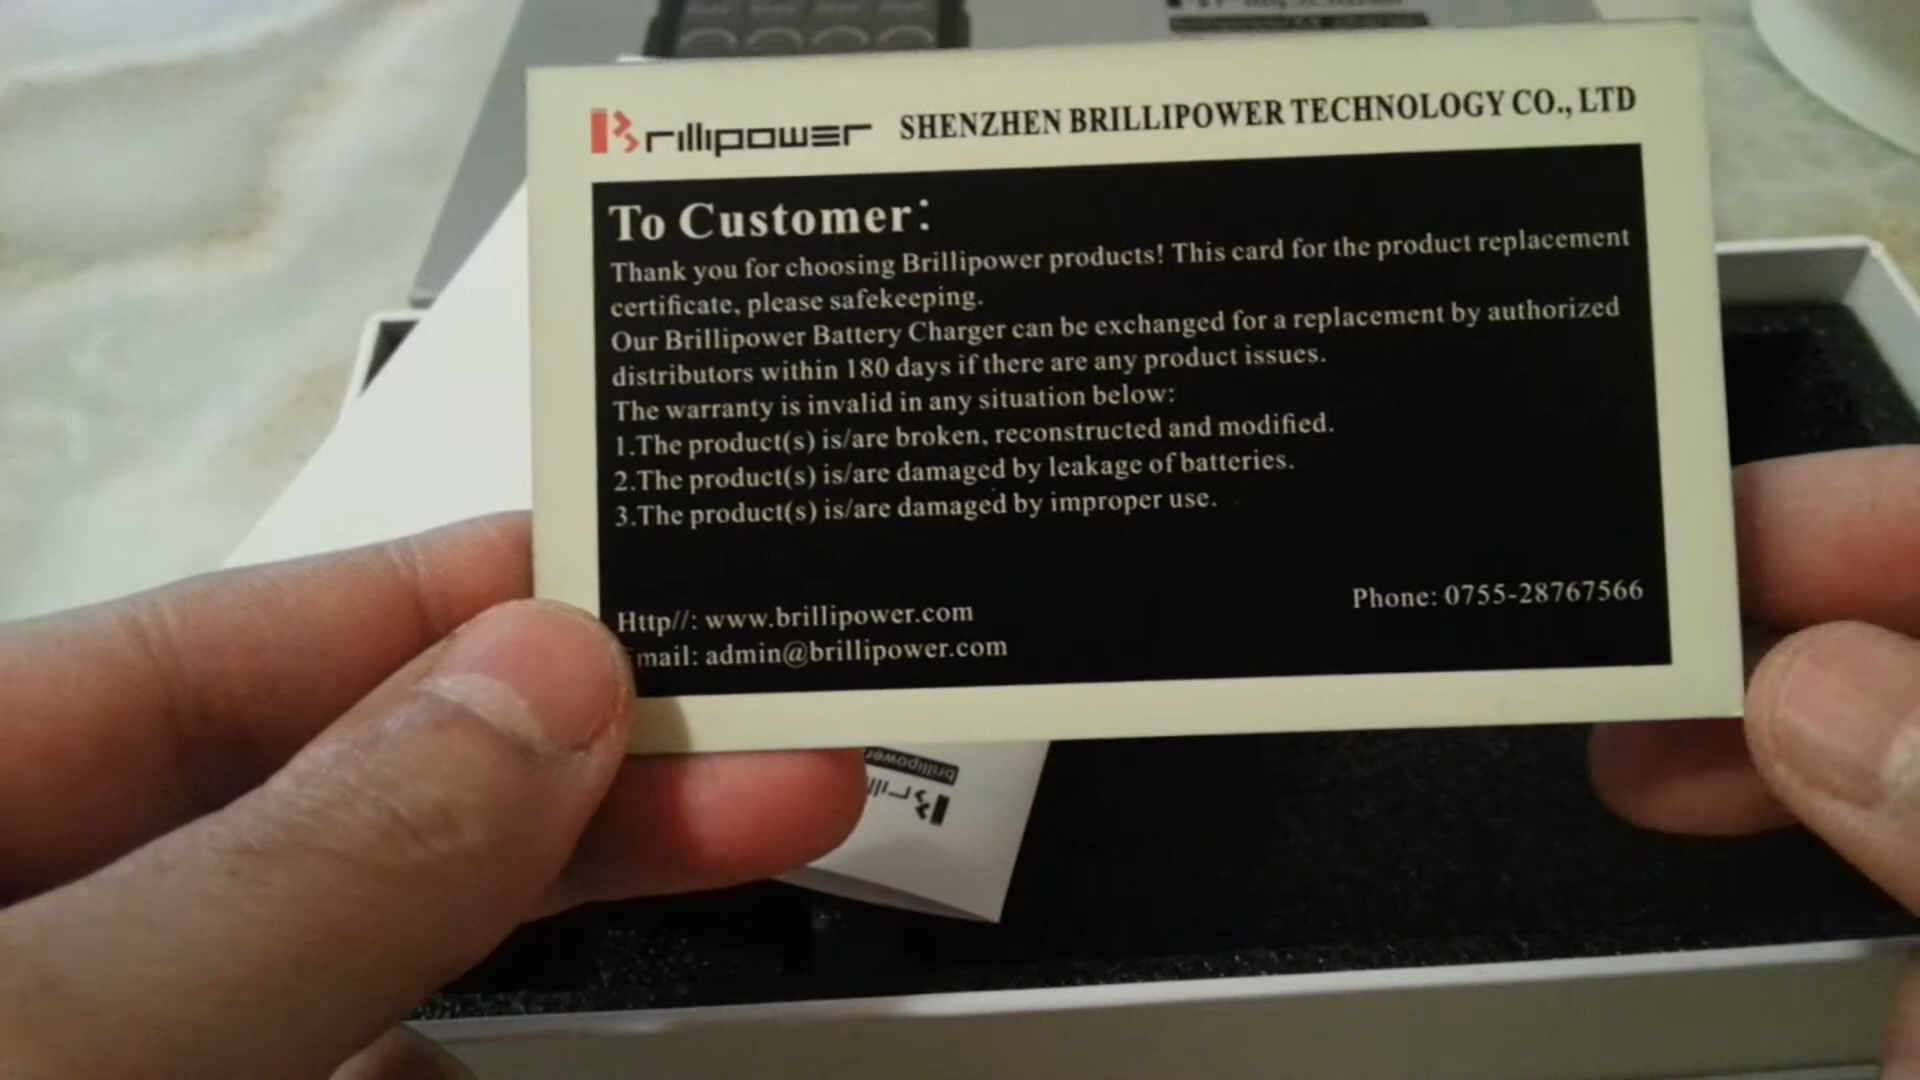 Brillipower SHENZHEN BRILLIPOWER TECHNOLOGY CO., LTD
To Customer:
Thank you for choosing Brillipower products! This card for the product replacement
certificate, please safekeeping.
Our Brillipower Battery Charger can be exchanged for a replacement by authorized
distributors within 180 days if there are any product issues.
The warranty is invalid in any situation below:
1.The product(s) is/are broken, reconstructed and modified.
2.The product(s) is/are damaged by leakage of batteries.
3.The product(s) is/are damaged by improper use.
Http//: www.brillipower.com
Phone: 0755-28767566
mail: admin@brillipower.com
brillipower